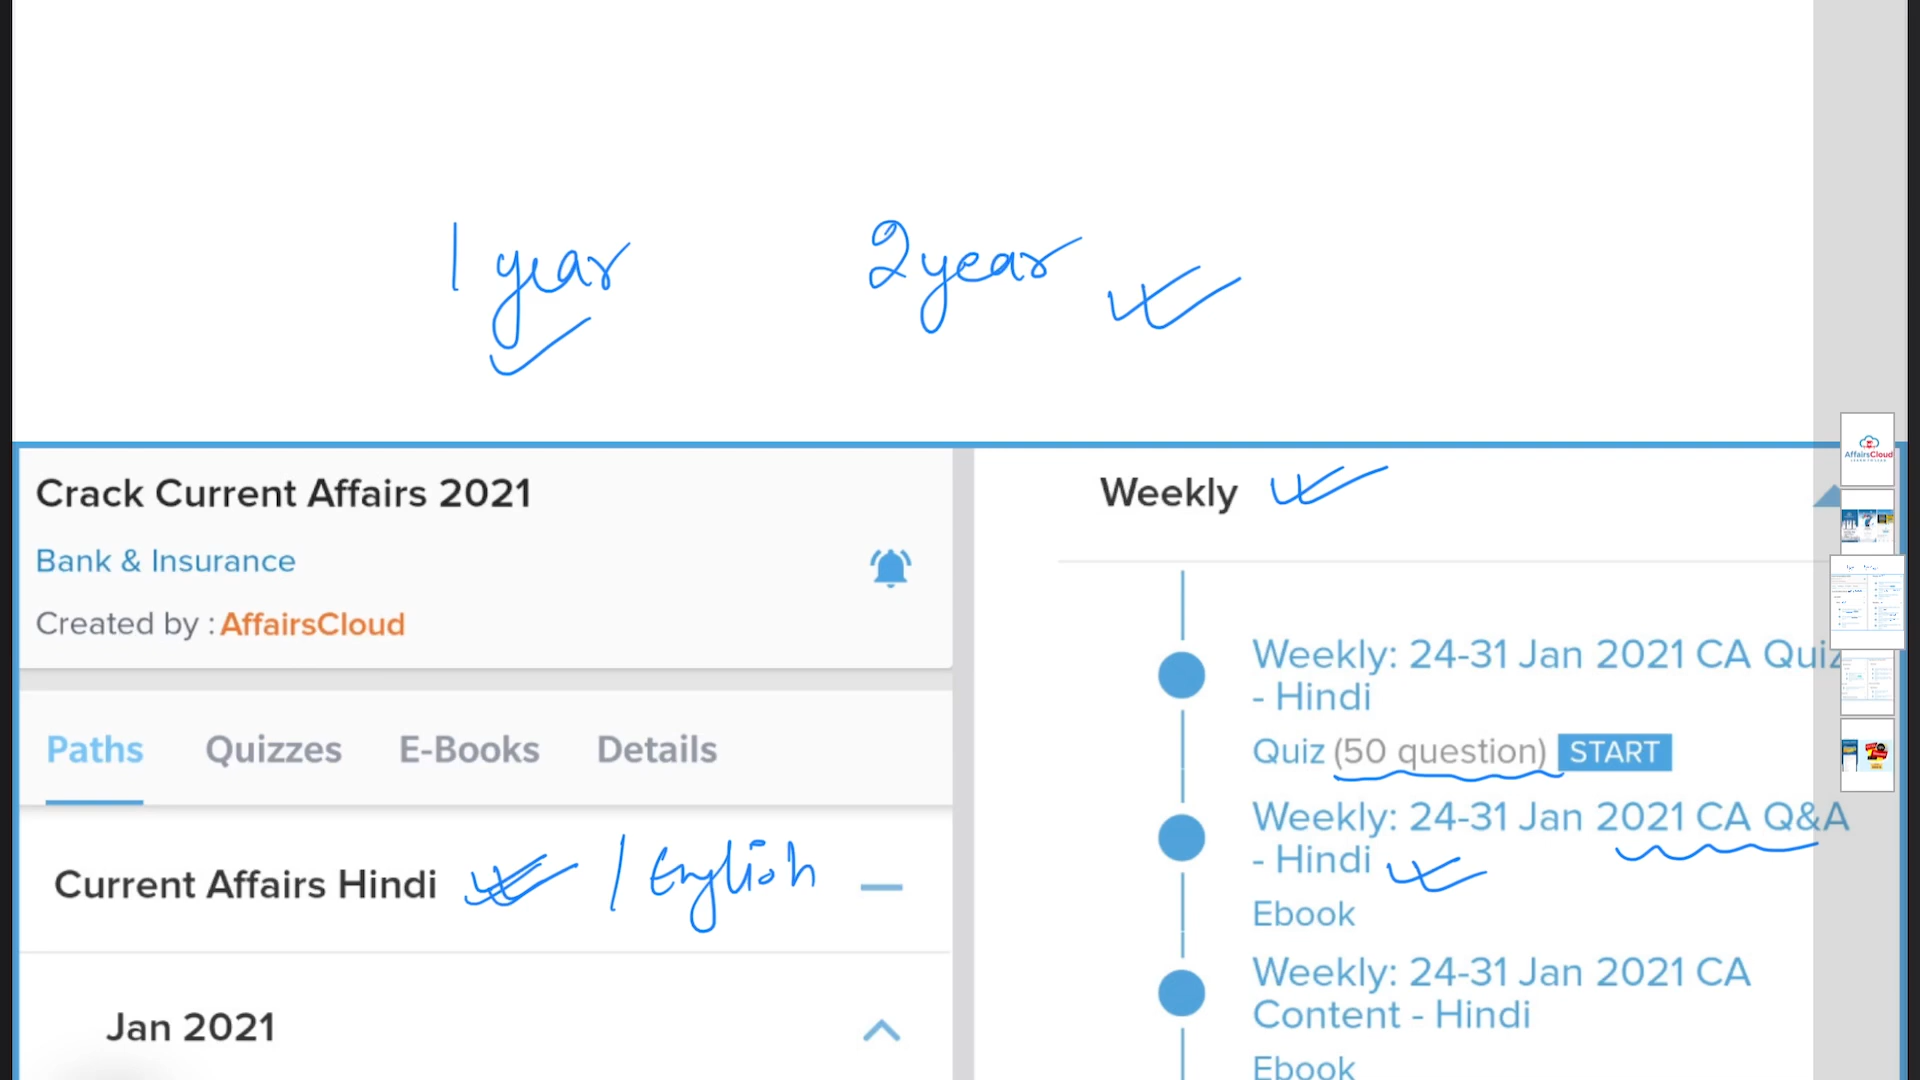 1 year 2 year
Crack Current Affairs 2021
Bank & Insurance
Created by : AffairsCloud
Paths Quizzes E-Books Details
Current Affairs Hindi / English
Jan 2021
Weekly
Weekly: 24-31 Jan 2021 CA Quiz
- Hindi
Quiz (50 question) START
Weekly: 24-31 Jan 2021 CA Q&A
- Hindi
Ebook
Weekly: 24-31 Jan 2021 CA
Content - Hindi
Ebook
AffairsCloud